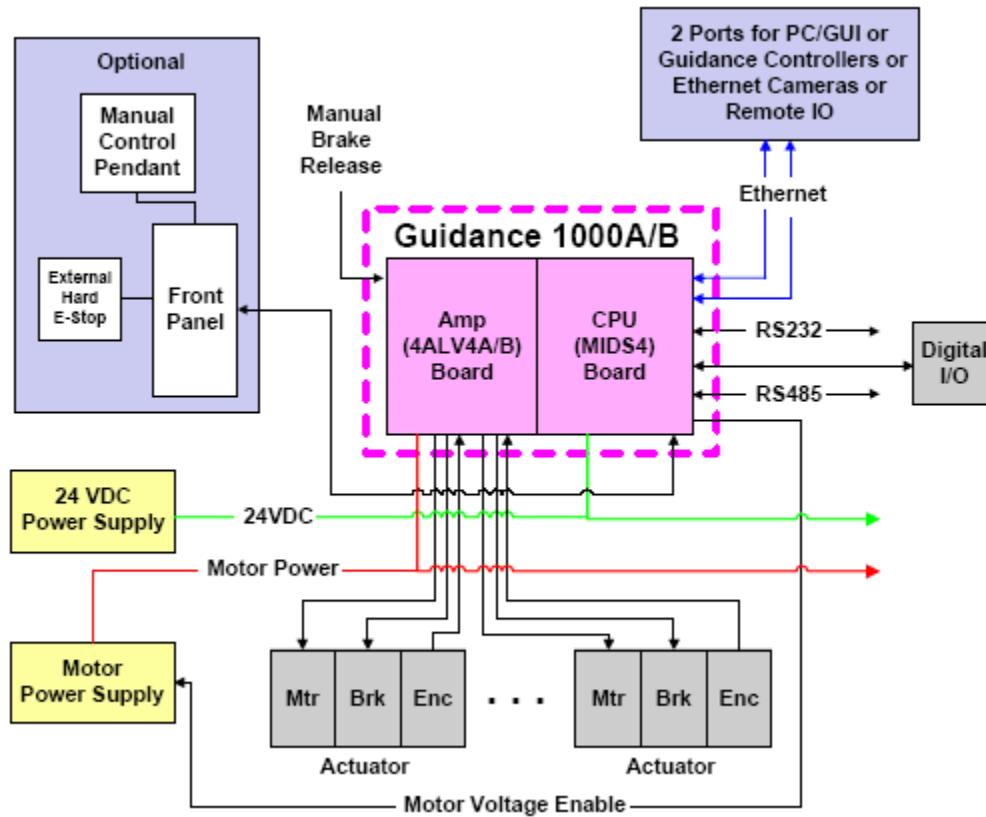 Optional
Manual
Control
Pendant
External
Hard
E-Stop
Front
Panel
Manual
Brake
Release
2 Ports for PC/GUI or
Guidance Controllers or
Ethernet Cameras or
Remote IO
Ethernet
Guidance 1000A/B
Amp
(4ALV4A/B)
Board
CPU
(MIDS4)
Board
RS232
RS485
Digital
I/O
24 VDC
Power Supply
24VDC
Motor Power
Motor
Power Supply
Mtr
Brk
Enc
. . .
Mtr
Brk
Enc
Actuator
Actuator
Motor Voltage Enable